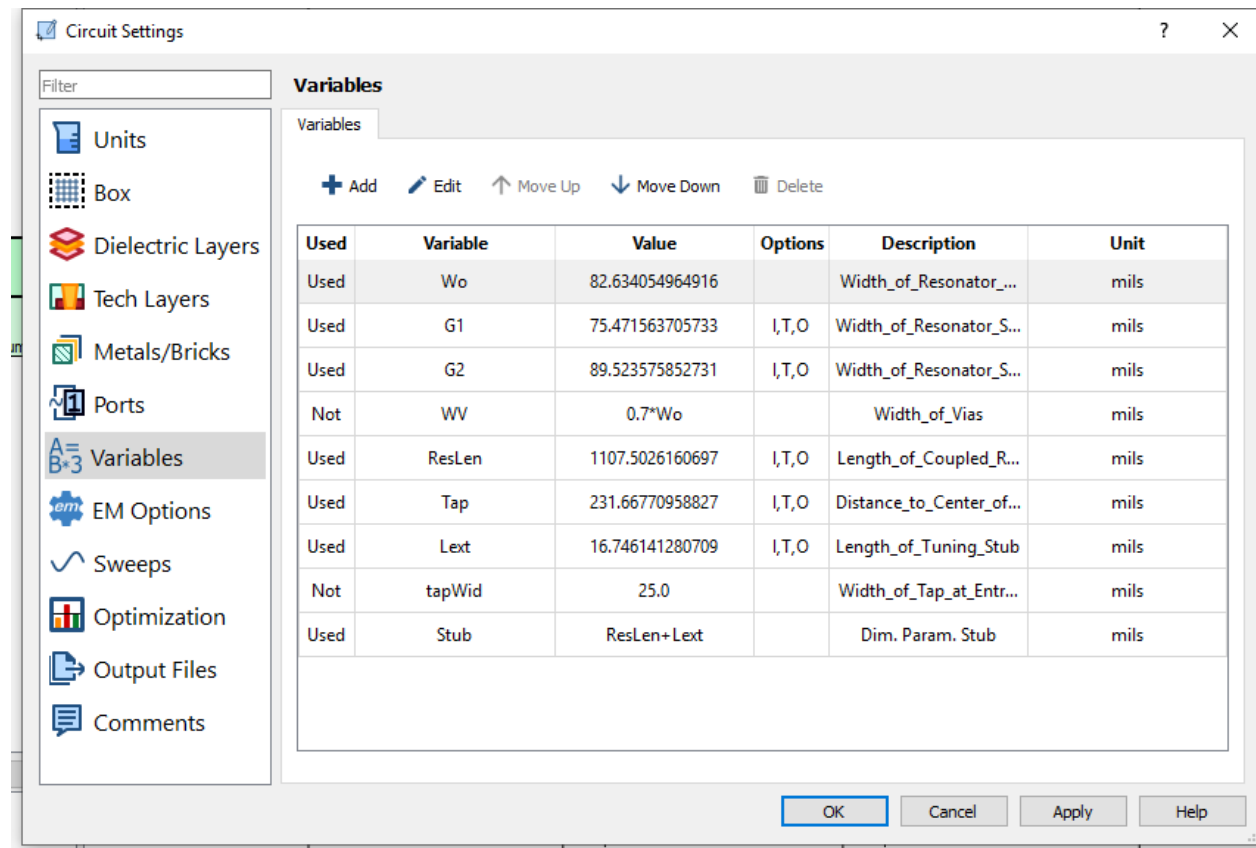 Circuit Settings
?
Filter
Variables
Units
Box
Dielectric Layers
Tech Layers
Metals/Bricks
Ports
Variables
EM Options
Sweeps
Optimization
Output Files
Comments
Variables
Add Edit Move Up Move Down Delete
Used Variable Value Options Description Unit
Used Wo 82.634054964916 Width_of_Resonator_... mils
Used G1 75.471563705733 I,T,O Width_of_Resonator_S... mils
Used G2 89.523575852731 I,T,O Width_of_Resonator_S... mils
Not WV 0.7*Wo Width_of_Vias mils
Used ResLen 1107.5026160697 I,T,O Length_of_Coupled_R... mils
Used Tap 231.66770958827 I,T,O Distance_to_Center_of... mils
Used Lext 16.746141280709 I,T,O Length_of_Tuning_Stub mils
Not tapWid 25.0 Width_of_Tap_at_Entr... mils
Used Stub ResLen+Lext Dim. Param. Stub mils
OK Cancel Apply Help